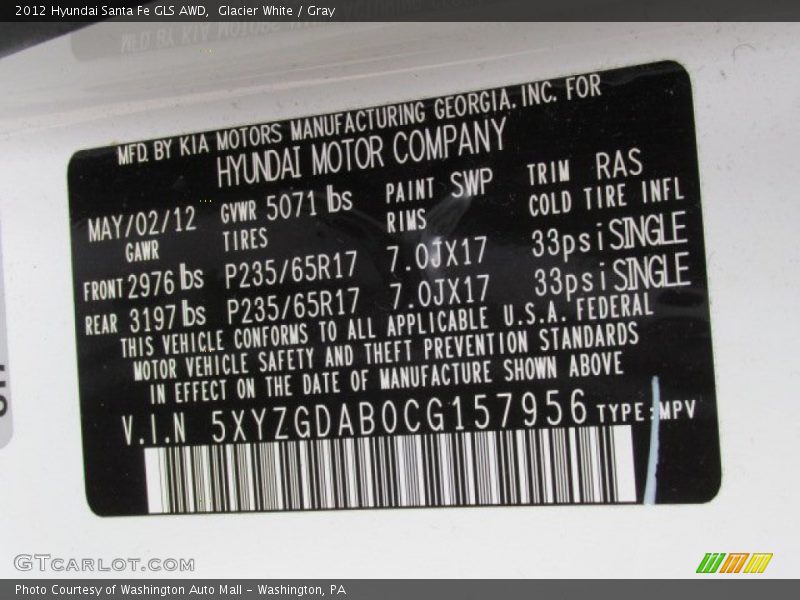 2012 Hyundai Santa Fe GLS AWD,  Glacier White / Gray
MFD. BY KIA MOTORS MANUFACTURING GEORGIA. INC. FOR
HYUNDAI MOTOR COMPANY
MAY/02/12 GVWR 5071 lbs PAINT SWP TRIM RAS
GAWR TIRES RIMS COLD TIRE INFL
FRONT 2976 lbs P235/65R17 7.0JX17 33psi SINGLE
REAR 3197 lbs P235/65R17 7.0JX17 33psi SINGLE
THIS VEHICLE CONFORMS TO ALL APPLICABLE U.S.A. FEDERAL
MOTOR VEHICLE SAFETY AND THEFT PREVENTION STANDARDS
IN EFFECT ON THE DATE OF MANUFACTURE SHOWN ABOVE
V.I.N 5XYZGDAB0CG157956 TYPE:MPV
GTCARLOT.COM
Photo Courtesy of Washington Auto Mall - Washington, PA